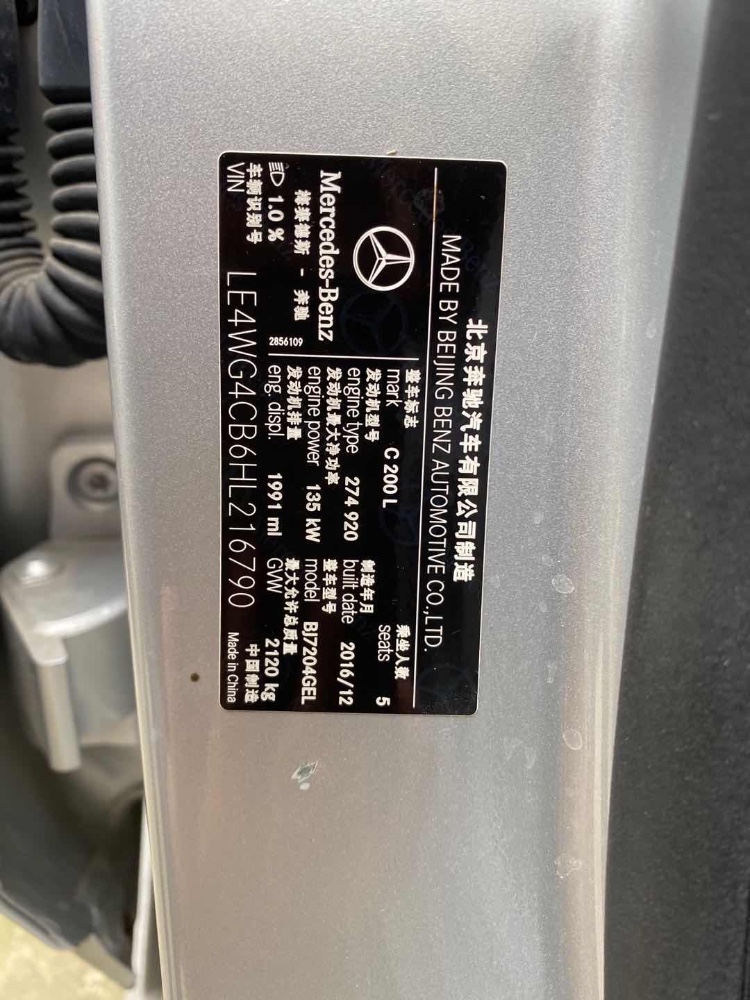 北京奔驰汽车有限公司制造
MADE BY BEIJING BENZ AUTOMOTIVE CO.,LTD.
Mercedes-Benz
梅赛德斯 - 奔驰
1.0 %
2856109
整车标志
mark C 200 L
乘坐人数
seats 5
发动机型号
engine type 274 920
制造年月
built date 2016/12
发动机最大净功率
engine power 135 kW
整车型号
model BJ7204GEL
发动机排量
eng. displ. 1991 ml
最大允许总质量
GVW 2120 kg
车辆识别号
VIN LE4WG4CB6HL216790
中国制造
Made in China